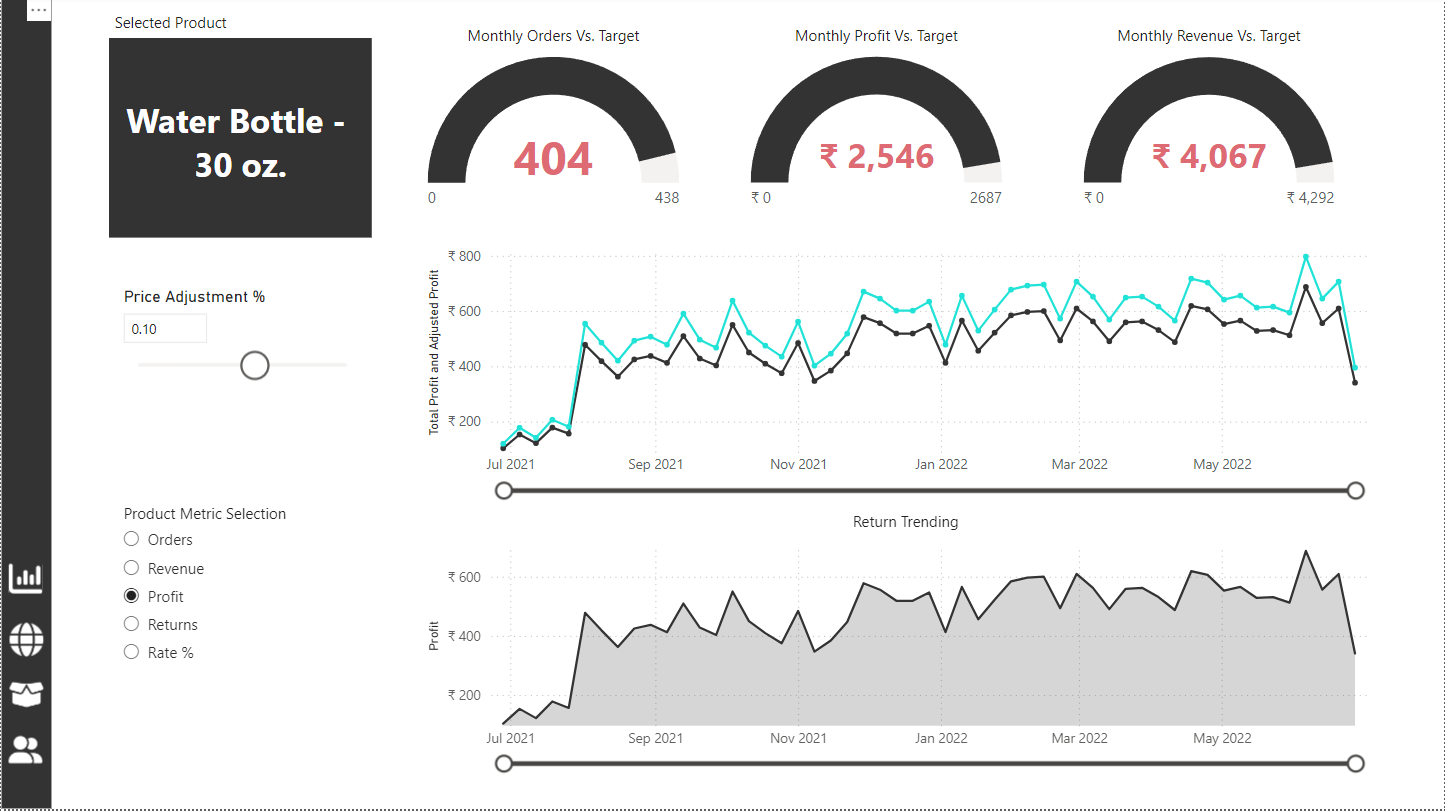 Selected Product
Water Bottle -
30 oz.
Monthly Orders Vs. Target
404
0
438
Monthly Profit Vs. Target
₹ 2,546
₹ 0
2687
Monthly Revenue Vs. Target
₹ 4,067
₹ 0
₹ 4,292
Price Adjustment %
0.10
Total Profit and Adjusted Profit
₹ 800
₹ 600
₹ 400
₹ 200
Jul 2021
Sep 2021
Nov 2021
Jan 2022
Mar 2022
May 2022
Product Metric Selection
Orders
Revenue
Profit
Returns
Rate %
Return Trending
Profit
₹ 600
₹ 400
₹ 200
Jul 2021
Sep 2021
Nov 2021
Jan 2022
Mar 2022
May 2022